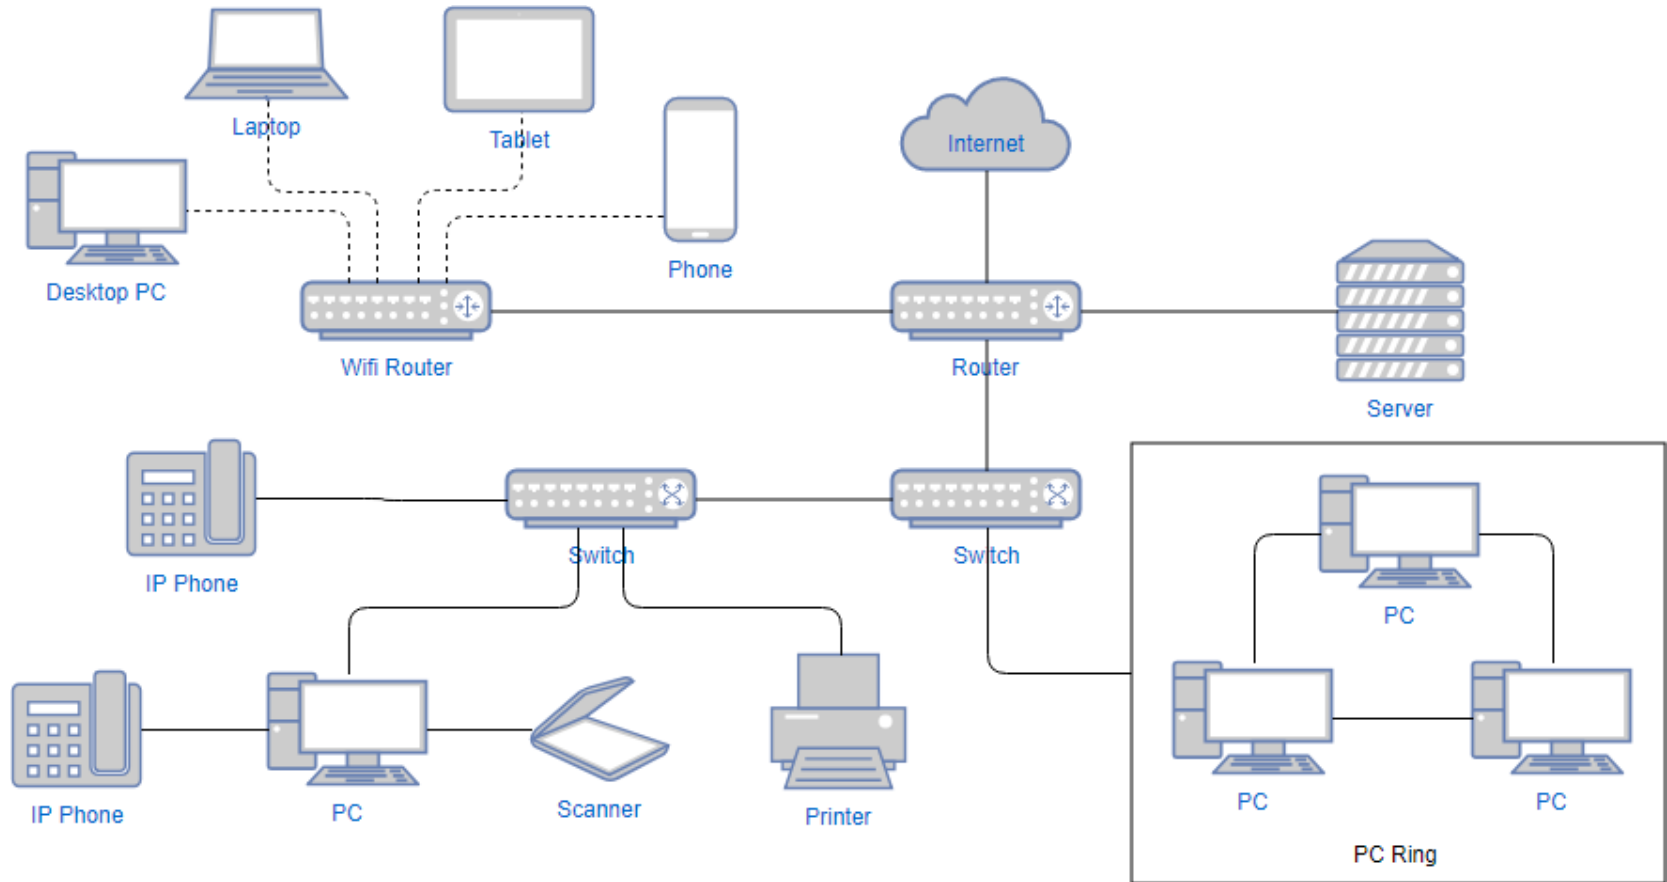 Laptop
Tablet
Internet
Desktop PC
Phone
Wifi Router
Router
Server
IP Phone
Switch
Switch
PC
IP Phone
PC
Scanner
Printer
PC
PC
PC Ring